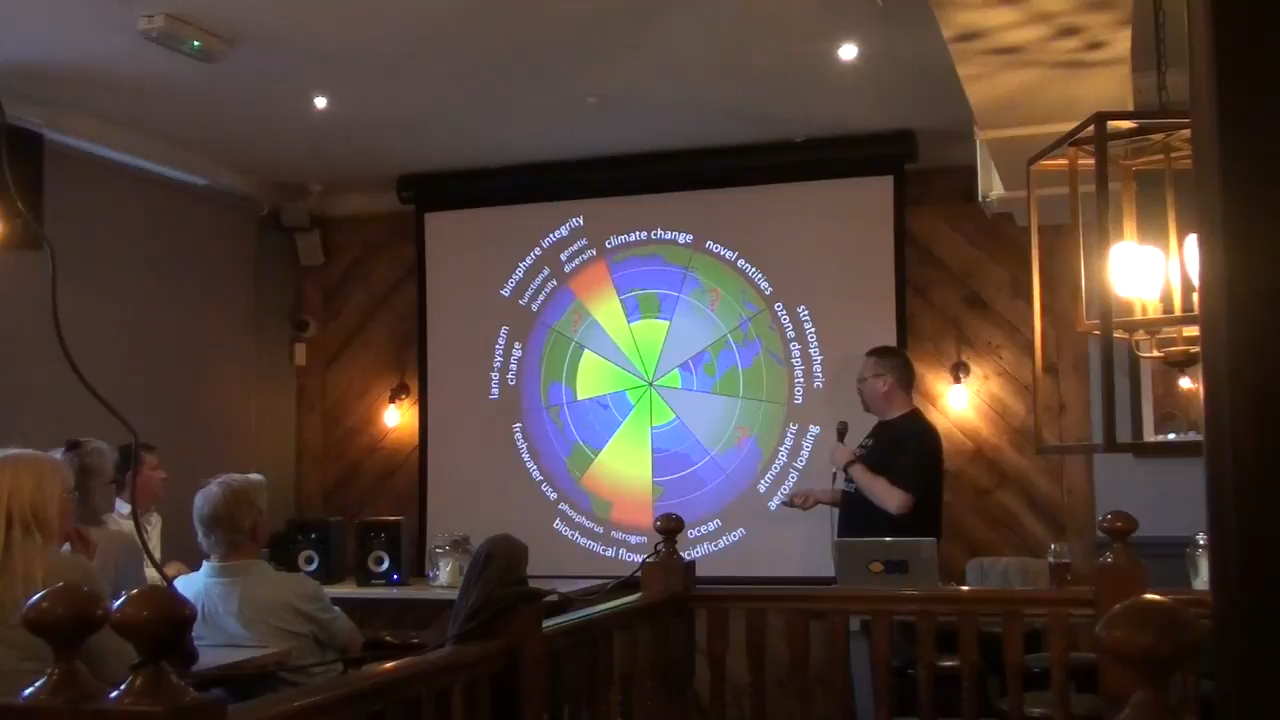 biosphere integrity
genetic
diversity
functional
diversity
climate change
novel entities
stratospheric
ozone depletion
land-system
change
?
?
?
freshwater use
atmospheric
aerosol loading
phosphorus
nitrogen
biochemical flows
ocean
acidification